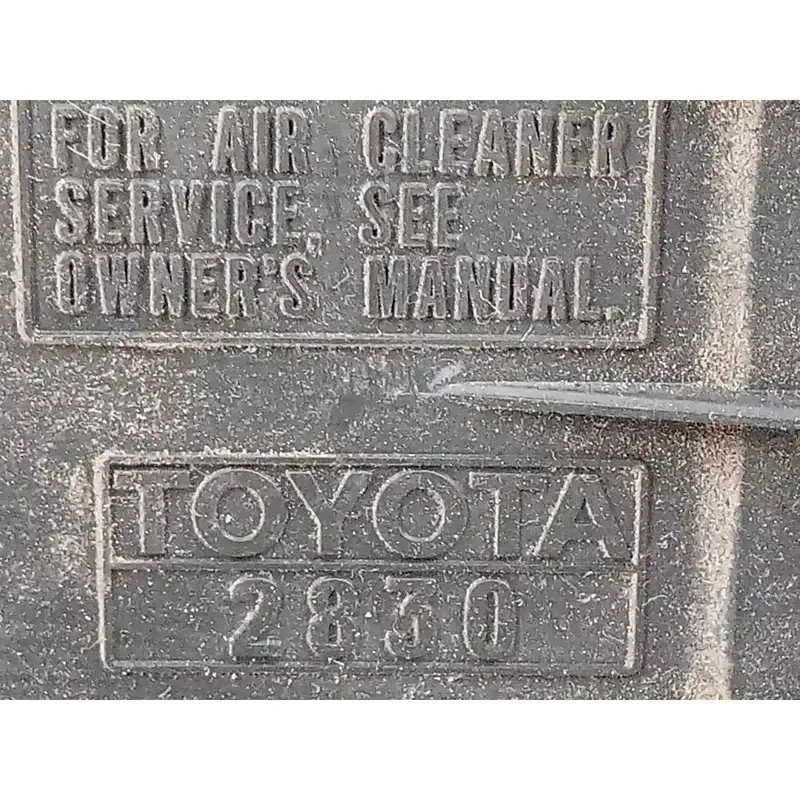 FOR AIR CLEANER
SERVICE, SEE
OWNER'S MANUAL.
TOYOTA
2830